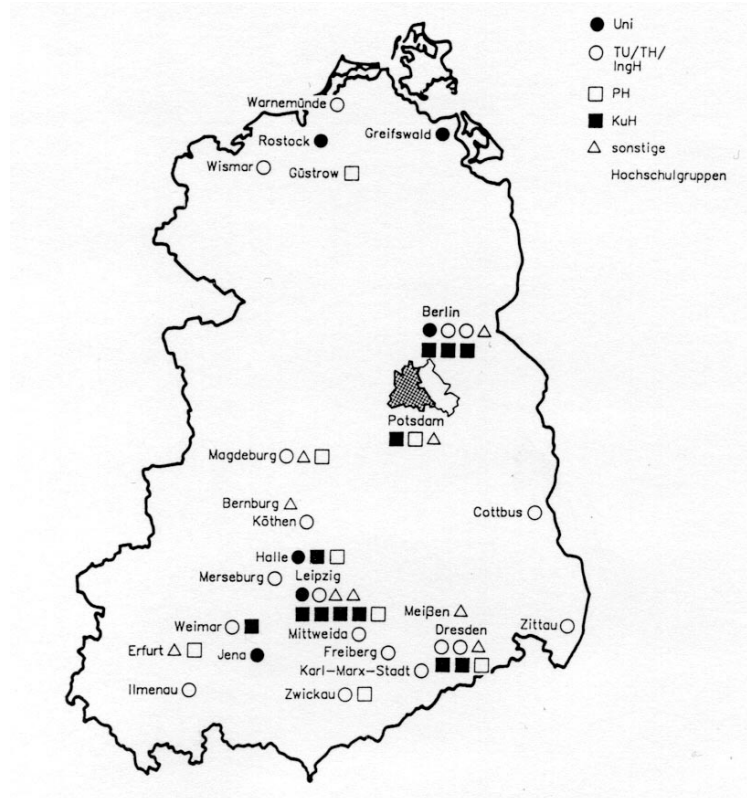 Uni
TU/TH/
IngH
PH
KuH
sonstige
Hochschulgruppen
Warnemünde
Rostock
Greifswald
Wismar
Güstrow
Berlin
Potsdam
Magdeburg
Bernburg
Köthen
Cottbus
Halle
Merseburg
Leipzig
Meißen
Weimar
Mittweida
Dresden
Zittau
Erfurt
Jena
Freiberg
Karl-Marx-Stadt
Ilmenau
Zwickau